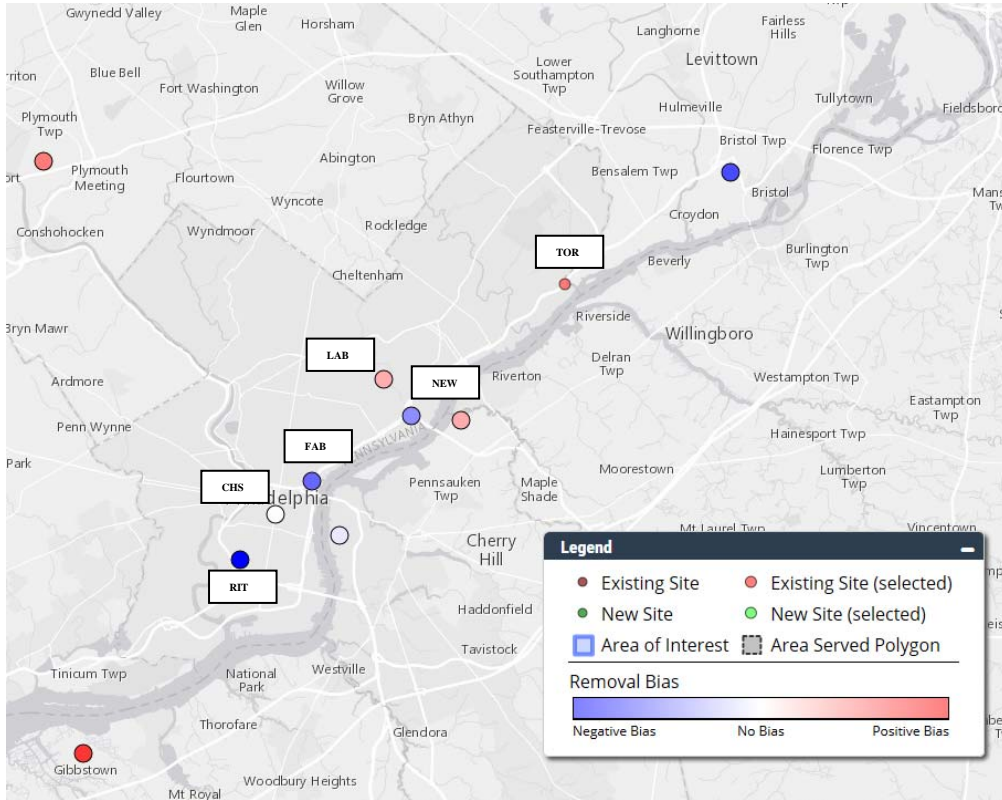 Gwynedd Valley
Maple
Glen
Horsham
Langhorne
Fairless
Hills
Levittown
Blue Bell
Fort Washington
Willow
Grove
Lower
Southampton
Twp
Hulmeville
Tullytown
Plymouth
Twp
Bryn Athyn
Feasterville-Trevose
Bristol Twp
Florence Twp
Abington
Plymouth
Meeting
Flourtown
Bensalem Twp
Bristol
Wyncote
Rockledge
Croydon
Conshohocken
Wyndmoor
TOR
Beverly
Burlington
Twp
Cheltenham
Riverside
Willingboro
Bryn Mawr
LAB
Delran
Twp
NEW
Riverton
Westampton Twp
Ardmore
Eastampton
Twp
Penn Wynne
PENNSYLVANIA
Hainesport Twp
FAB
Park
Moorestown
Lumberton
Twp
CHS
Pennsauken
Twp
Maple
Shade
delphia
Mt Laurel Twp
Vincentown
Cherry
Hill
RIT
Haddonfield
Tavistock
Tinicum Twp
National
Park
Westville
Thorofare
Glendora
Gibbstown
Woodbury Heights
Mt Royal
Legend
Existing Site
Existing Site (selected)
New Site
New Site (selected)
Area of Interest
Area Served Polygon
Removal Bias
Negative Bias
No Bias
Positive Bias